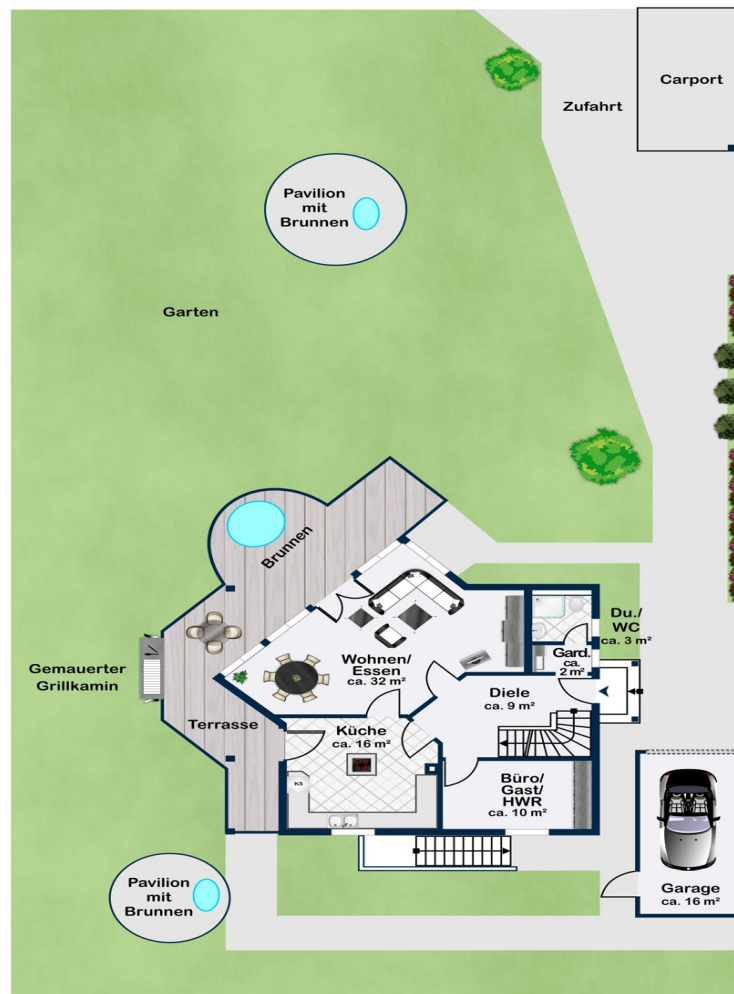 Carport
Zufahrt
Pavilion
mit
Brunnen
Garten
Brunnen
Du./
WC
ca. 3 m²
Gard.
ca.
2 m²
Wohnen/
Essen
ca. 32 m²
Gemauerter
Grillkamin
Diele
ca. 9 m²
Terrasse
Küche
ca. 16 m²
KS
Büro/
Gast/
HWR
ca. 10 m²
Pavilion
mit
Brunnen
Garage
ca. 16 m²